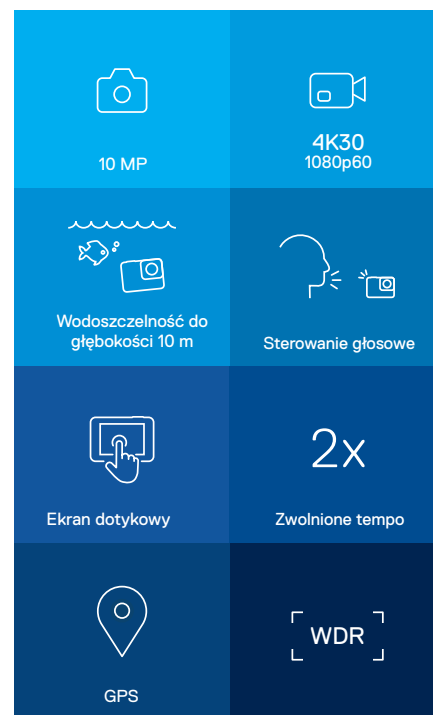 10 MP
4K30
1080p60
Wodoszczelność do
głębokości 10 m
Sterowanie głosowe
Ekran dotykowy
2x
Zwolnione tempo
GPS
WDR